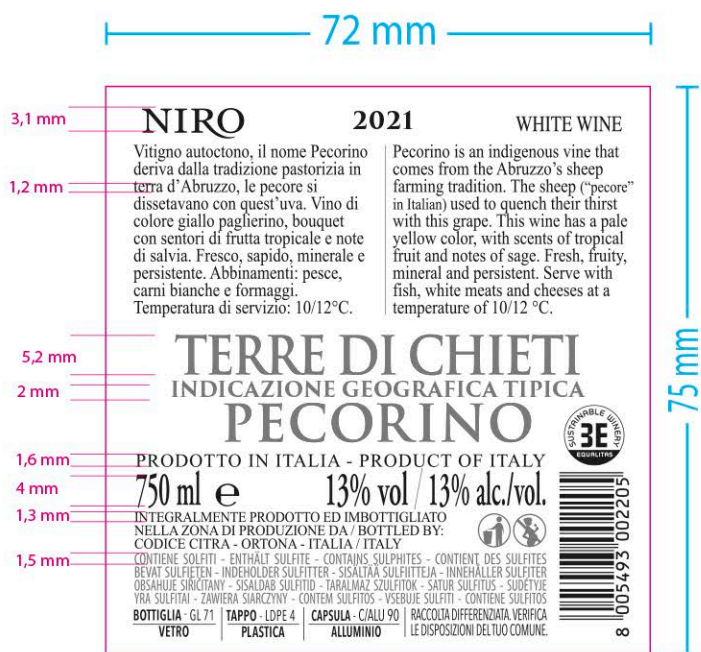 72 mm
75 mm
3,1 mm
1,2 mm
5,2 mm
2 mm
1,6 mm
4 mm
1,3 mm
1,5 mm
NIRO 2021 WHITE WINE
Vitigno autoctono, il nome Pecorino
deriva dalla tradizione pastorizia in
terra d'Abruzzo, le pecore si
dissetavano con quest'uva. Vino di
colore giallo paglierino, bouquet
con sentori di frutta tropicale e note
di salvia. Fresco, sapido, minerale e
persistente. Abbinamenti: pesce,
carni bianche e formaggi.
Temperatura di servizio: 10/12°C.
Pecorino is an indigenous vine that
comes from the Abruzzo's sheep
farming tradition. The sheep ("pecore"
in Italian) used to quench their thirst
with this grape. This wine has a pale
yellow color, with scents of tropical
fruit and notes of sage. Fresh, fruity,
mineral and persistent. Serve with
fish, white meats and cheeses at a
temperature of 10/12 °C.
TERRE DI CHIETI
INDICAZIONE GEOGRAFICA TIPICA
PECORINO
SUSTAINABLE WINERY
3E
EQUALITAS
PRODOTTO IN ITALIA - PRODUCT OF ITALY
750 ml e 13% vol / 13% alc./vol.
INTEGRALMENTE PRODOTTO ED IMBOTTIGLIATO
NELLA ZONA DI PRODUZIONE DA / BOTTLED BY:
CODICE CITRA - ORTONA - ITALIA / ITALY
CONTIENE SOLFITI - ENTHÄLT SULFITE - CONTAINS SULPHITES - CONTIENT DES SULFITES
BEVAT SULFIETEN - INDEHOLDER SULFITTER - SISÄLTÄÄ SULFIITTEJA - INNEHÅLLER SULFITER
OBSAHUJE SIŘIČITANY - SISALDAB SULFITID - TARALMAZ SZULFITOK - SATUR SULFITUS - SUDĖTYJE
YRA SULFITAI - ZAWIERA SIARCZYNY - CONTEM SULFITOS - VSEBUJE SULFITI - CONTIENE SULFITOS
BOTTIGLIA - GL 71 TAPPO - LDPE 4 CAPSULA - C/ALU 90 RACCOLTA DIFFERENZIATA. VERIFICA
VETRO PLASTICA ALLUMINIO LE DISPOSIZIONI DEL TUO COMUNE.
8 005493 002205